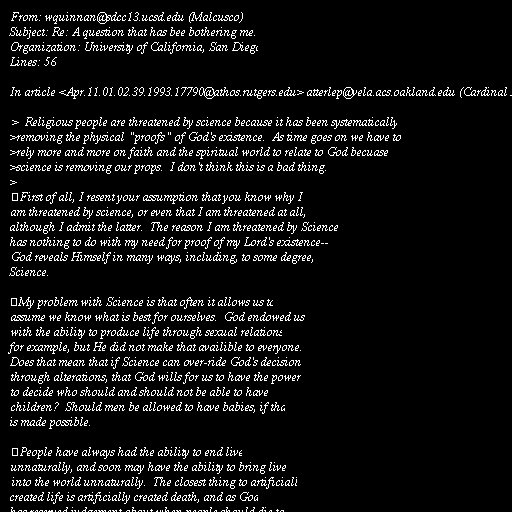 From: wquinnan@sdcc13.ucsd.edu (Malcusco)
Subject: Re: A question that has bee bothering me.
Organization: University of California, San Diego
Lines: 56

In article <Apr.11.01.02.39.1993.17790@athos.rutgers.edu> atterlep@vela.acs.oakland.edu (Cardinal

> Religious people are threatened by science because it has been systematically
>removing the physical "proofs" of God's existence.  As time goes on we have to
>rely more and more on faith and the spiritual world to relate to God becuase
>science is removing our props.  I don't think this is a bad thing.
>
First of all, I resent your assumption that you know why I
am threatened by science, or even that I am threatened at all,
although I admit the latter.  The reason I am threatened by Science
has nothing to do with my need for proof of my Lord's existence--
God reveals Himself in many ways, including, to some degree,
Science.

My problem with Science is that often it allows us to
assume we know what is best for ourselves.  God endowed us
with the ability to produce life through sexual relations
for example, but He did not make that availible to everyone.
Does that mean that if Science can over-ride God's decision
through alterations, that God wills for us to have the power
to decide who should and should not be able to have
children?  Should men be allowed to have babies, if tha
is made possible.

People have always had the ability to end live
unnaturally, and soon may have the ability to bring live
into the world unnaturally.  The closest thing to artificiall
created life is artificially created death, and as God
has reserved judgement about when people should die to